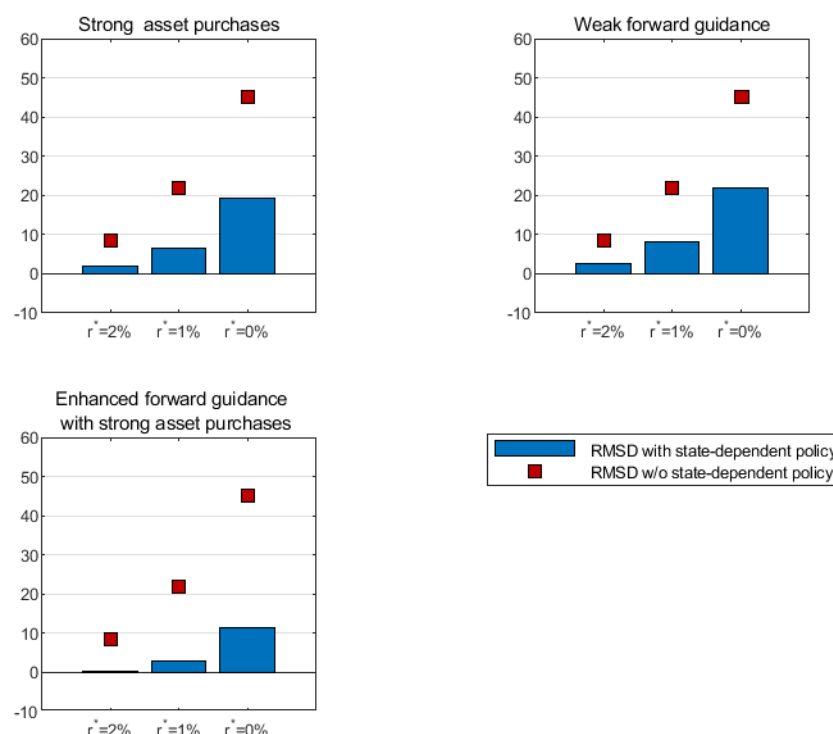 Strong asset purchases
60
50
40
30
20
10
0
-10
r*=2% r*=1% r*=0%
Weak forward guidance
60
50
40
30
20
10
0
-10
r*=2% r*=1% r*=0%
Enhanced forward guidance
with strong asset purchases
60
50
40
30
20
10
0
-10
r*=2% r*=1% r*=0%
RMSD with state-dependent policy
RMSD w/o state-dependent policy